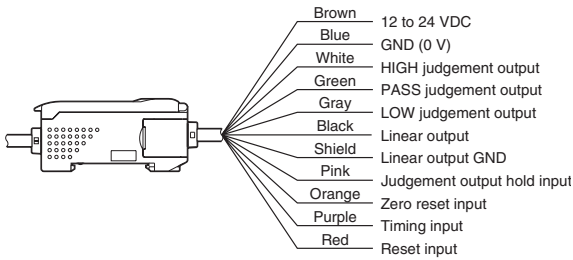 Brown 12 to 24 VDC
Blue GND (0 V)
White HIGH judgement output
Green PASS judgement output
Gray LOW judgement output
Black Linear output
Shield Linear output GND
Pink Judgement output hold input
Orange Zero reset input
Purple Timing input
Red Reset input